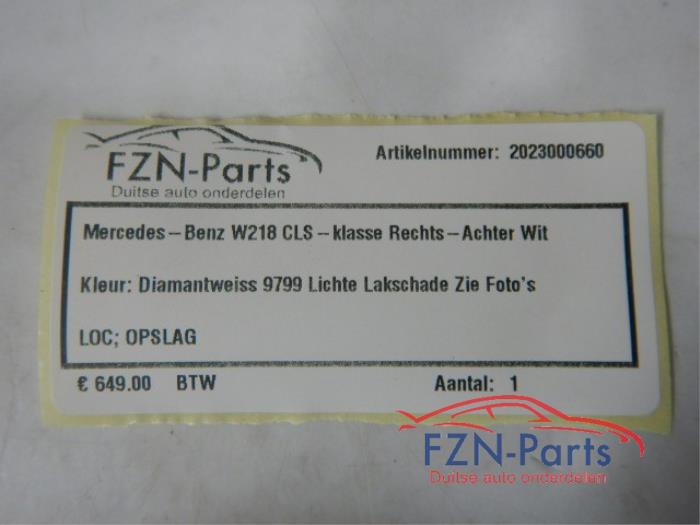 FZN-Parts
Duitse auto onderdelen
Artikelnummer: 2023000660
Mercedes-Benz W218 CLS-klasse Rechts-Achter Wit
Kleur: Diamantweiss 9799 Lichte Lakschade Zie Foto's
LOC; OPSLAG
€ 649.00 BTW Aantal: 1
FZN-Parts
Duitse auto onderdelen